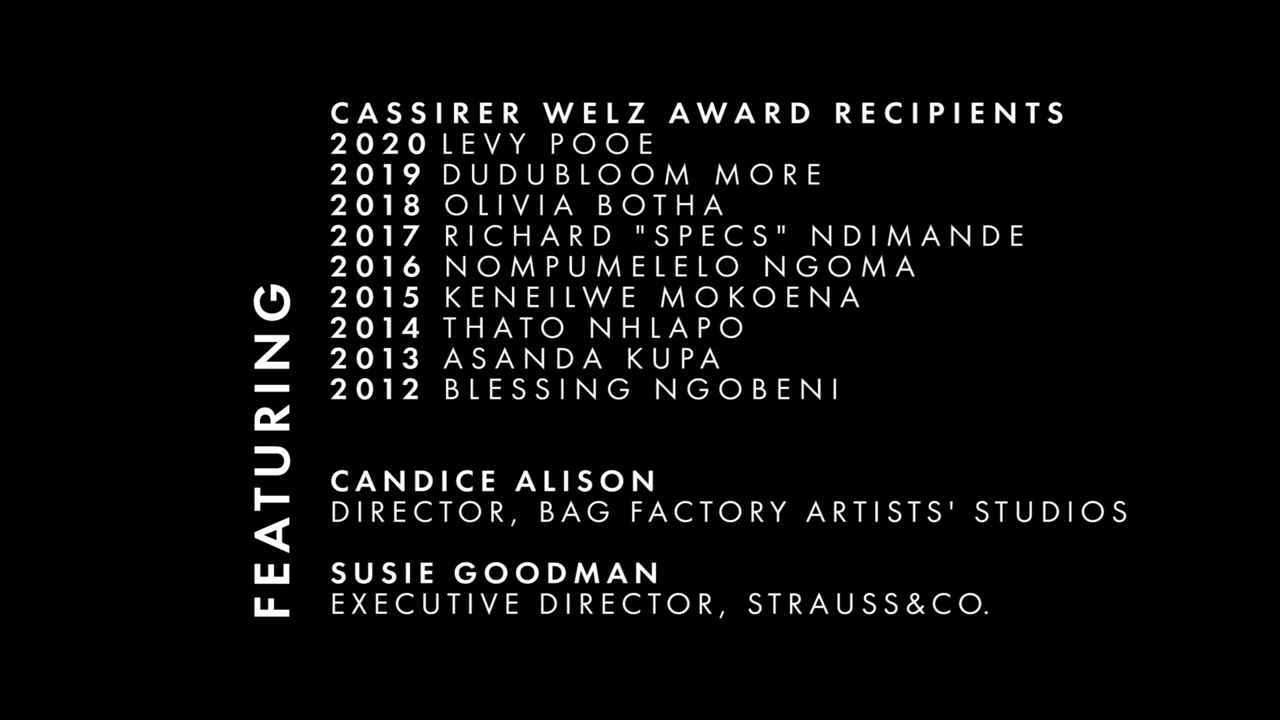 FEATURING
CASSIRER WELZ AWARD RECIPIENTS
2020 LEVY POOE
2019 DUDUBLOOM MORE
2018 OLIVIA BOTHA
2017 RICHARD "SPECS" NDIMANDE
2016 NOMPUMELELO NGOMA
2015 KENEILWE MOKOENA
2014 THATO NHLAPO
2013 ASANDA KUPA
2012 BLESSING NGOBENI
CANDICE ALISON
DIRECTOR, BAG FACTORY ARTISTS' STUDIOS
SUSIE GOODMAN
EXECUTIVE DIRECTOR, STRAUSS&CO.